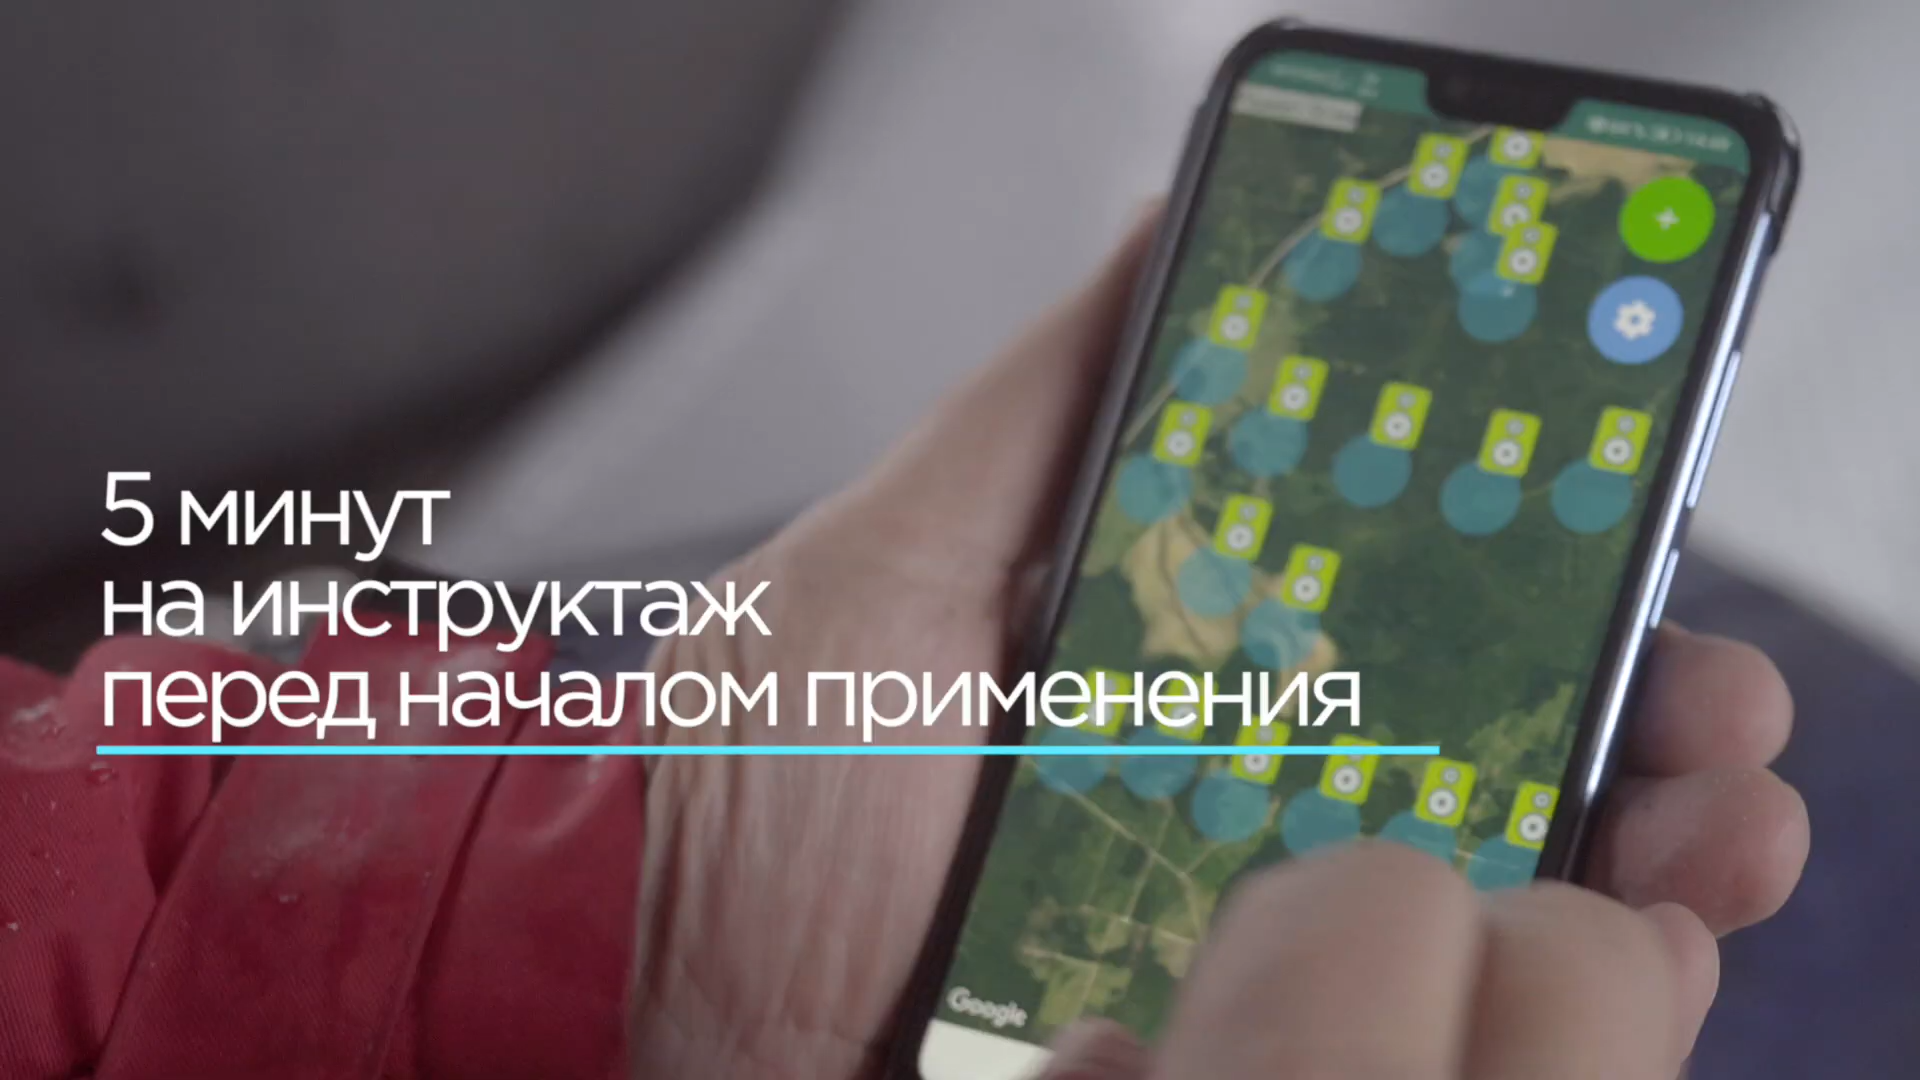 5 минут
на инструктаж
перед началом применения
Google